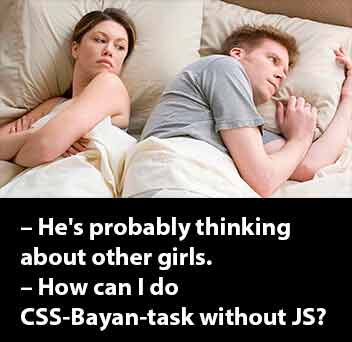 – He's probably thinking
about other girls.
– How can I do
CSS-Bayan-task without JS?